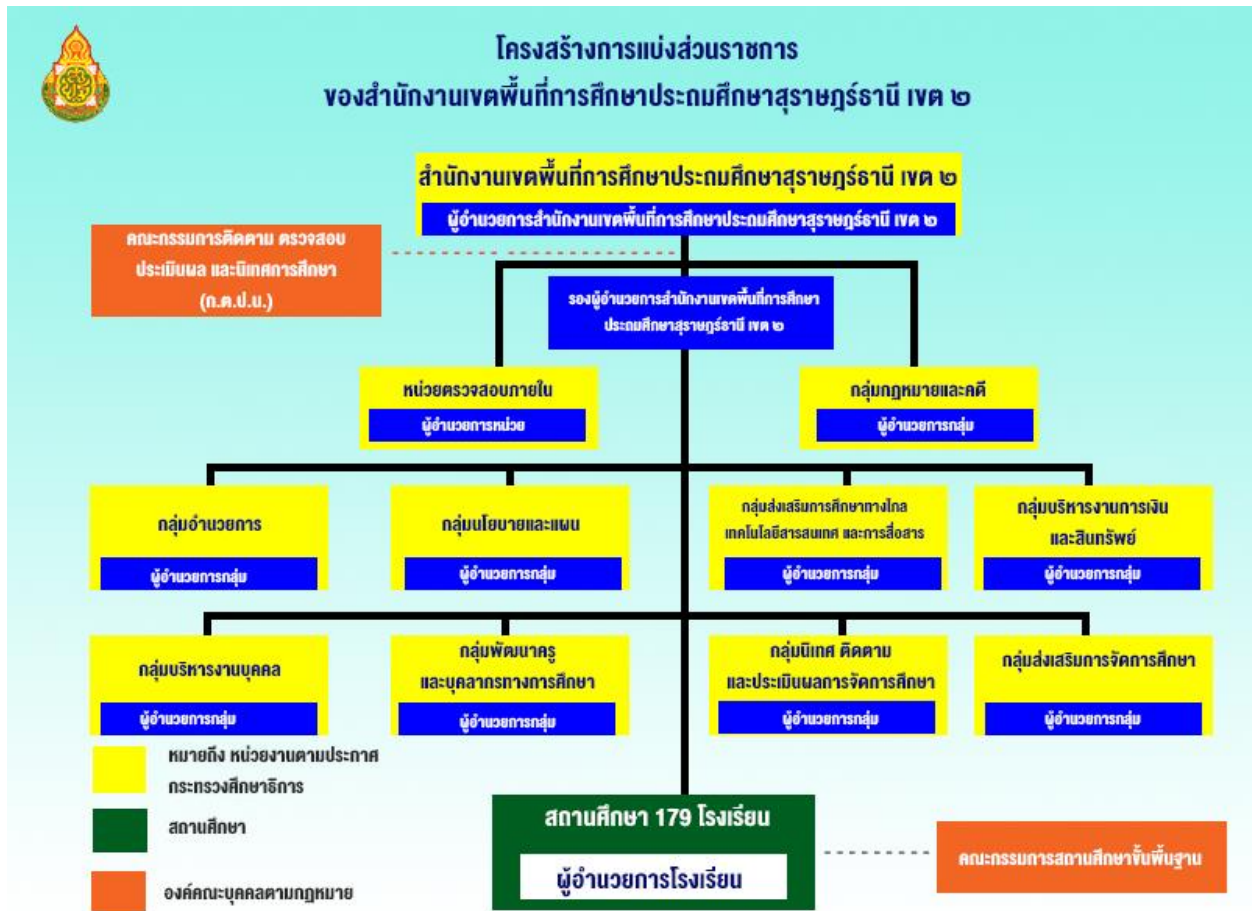 โครงสร้างการแบ่งส่วนราชการ
ของสำนักงานเขตพื้นที่การศึกษาประถมศึกษาสุราษฎร์ธานี เขต ๒
สำนักงานเขตพื้นที่การศึกษาประถมศึกษาสุราษฎร์ธานี เขต ๒
ผู้อำนวยการสำนักงานเขตพื้นที่การศึกษาประถมศึกษาสุราษฎร์ธานี เขต ๒
คณะกรรมการติดตาม ตรวจสอบ
ประเมินผล และนิเทศการศึกษา
(ก.ต.ป.น.)
รองผู้อำนวยการสำนักงานเขตพื้นที่การศึกษา
ประถมศึกษาสุราษฎร์ธานี เขต ๒
หน่วยตรวจสอบภายใน
ผู้อำนวยการหน่วย
กลุ่มกฎหมายและคดี
ผู้อำนวยการกลุ่ม
กลุ่มอำนวยการ
ผู้อำนวยการกลุ่ม
กลุ่มนโยบายและแผน
ผู้อำนวยการกลุ่ม
กลุ่มส่งเสริมการศึกษาทางไกล
เทคโนโลยีสารสนเทศ และการสื่อสาร
ผู้อำนวยการกลุ่ม
กลุ่มบริหารงานการเงิน
และสินทรัพย์
ผู้อำนวยการกลุ่ม
กลุ่มบริหารงานบุคคล
ผู้อำนวยการกลุ่ม
กลุ่มพัฒนาครู
และบุคลากรทางการศึกษา
ผู้อำนวยการกลุ่ม
กลุ่มนิเทศ ติดตาม
และประเมินผลการจัดการศึกษา
ผู้อำนวยการกลุ่ม
กลุ่มส่งเสริมการจัดการศึกษา
ผู้อำนวยการกลุ่ม
หมายถึง หน่วยงานตามประกาศ
กระทรวงศึกษาธิการ
สถานศึกษา
องค์คณะบุคคลตามกฎหมาย
สถานศึกษา 179 โรงเรียน
ผู้อำนวยการโรงเรียน
คณะกรรมการสถานศึกษาขั้นพื้นฐาน